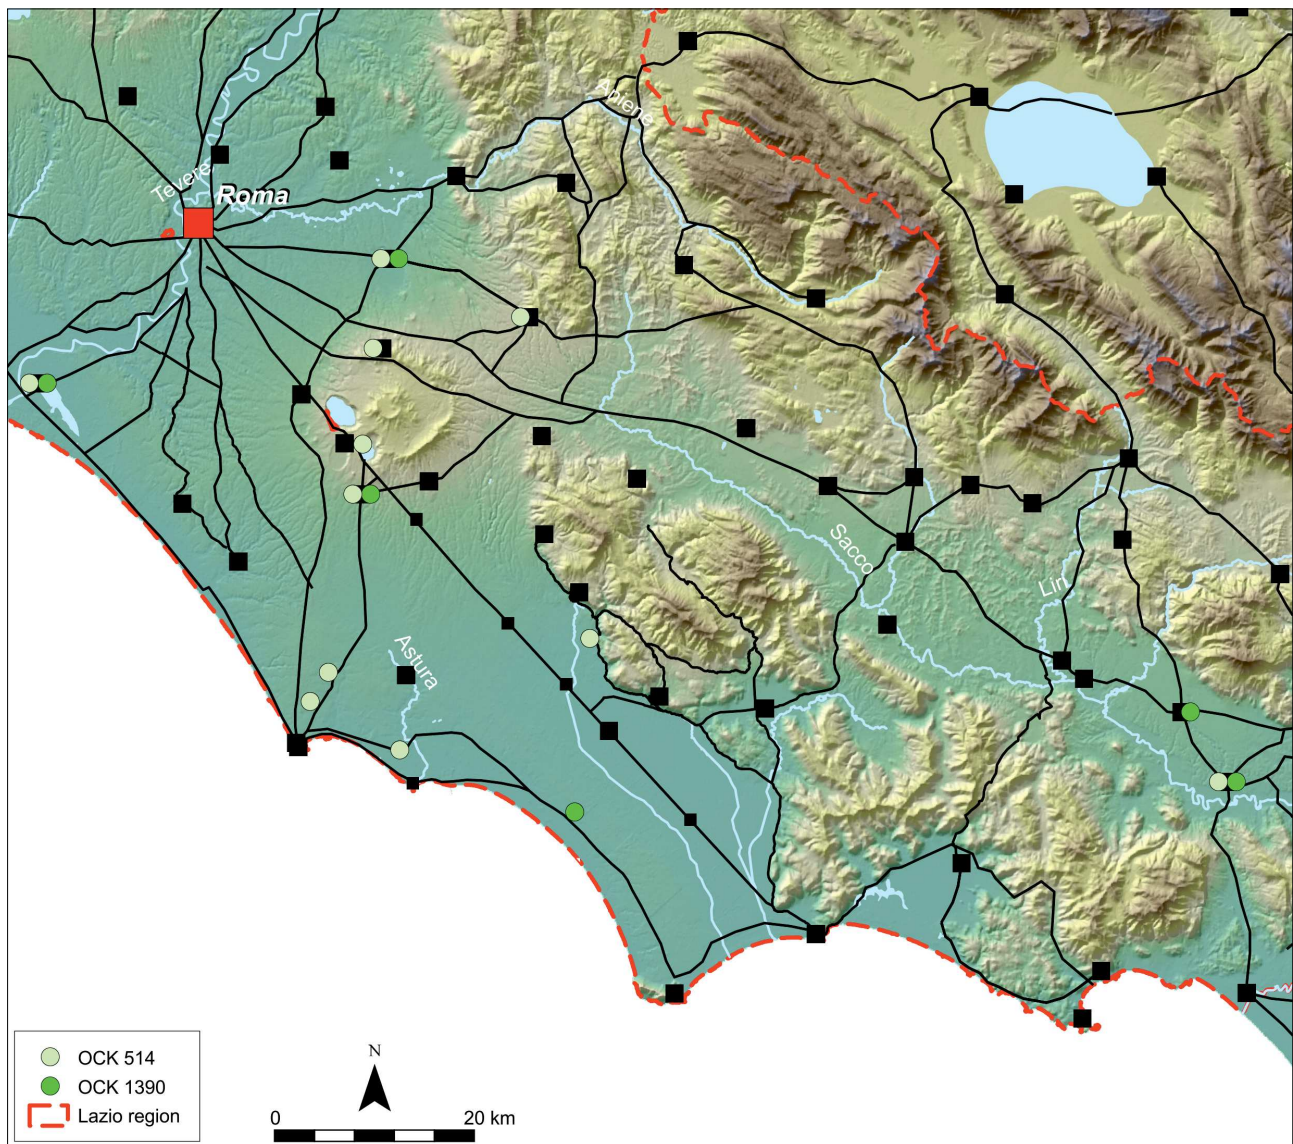 Aniene
Tevere
Roma
Sacco
Liri
Astura
OCK 514
OCK 1390
Lazio region
N
0
20 km